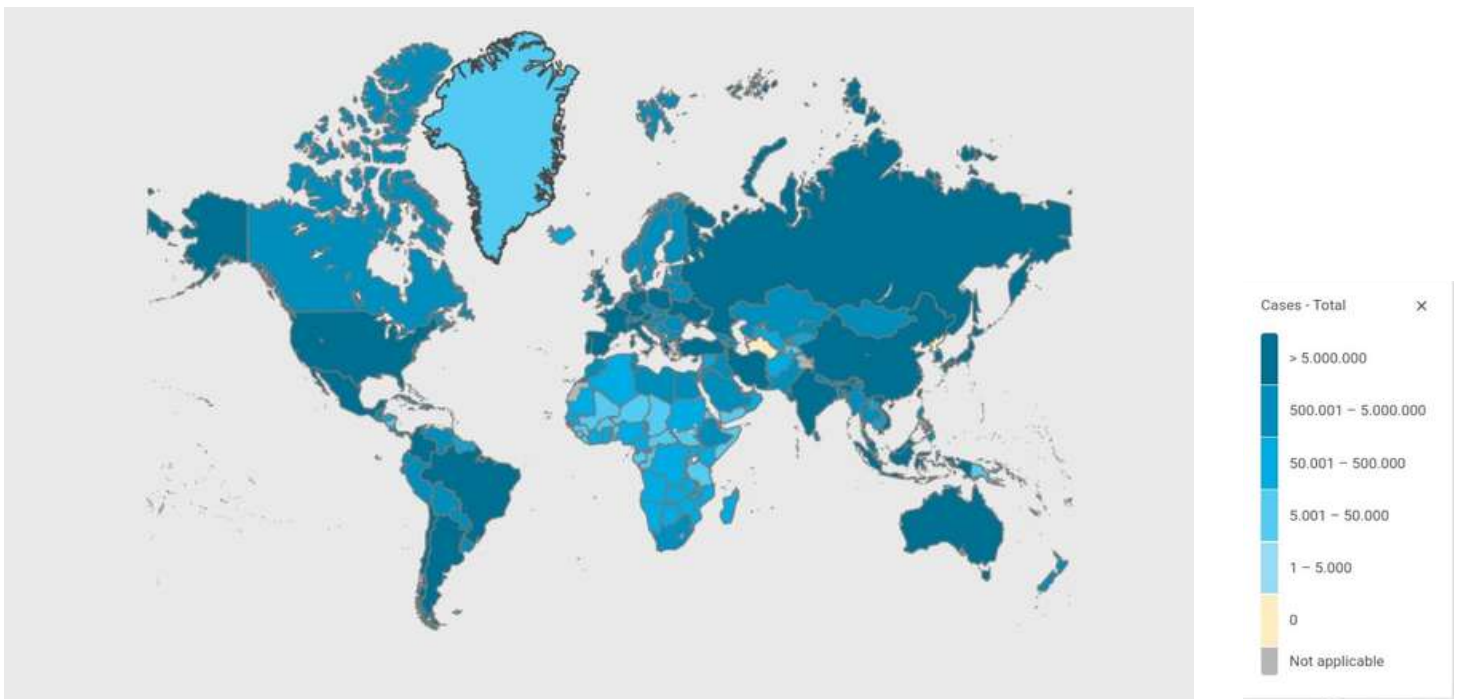 Cases - Total ×
> 5.000.000
500.001 – 5.000.000
50.001 – 500.000
5.001 – 50.000
1 – 5.000
0
Not applicable